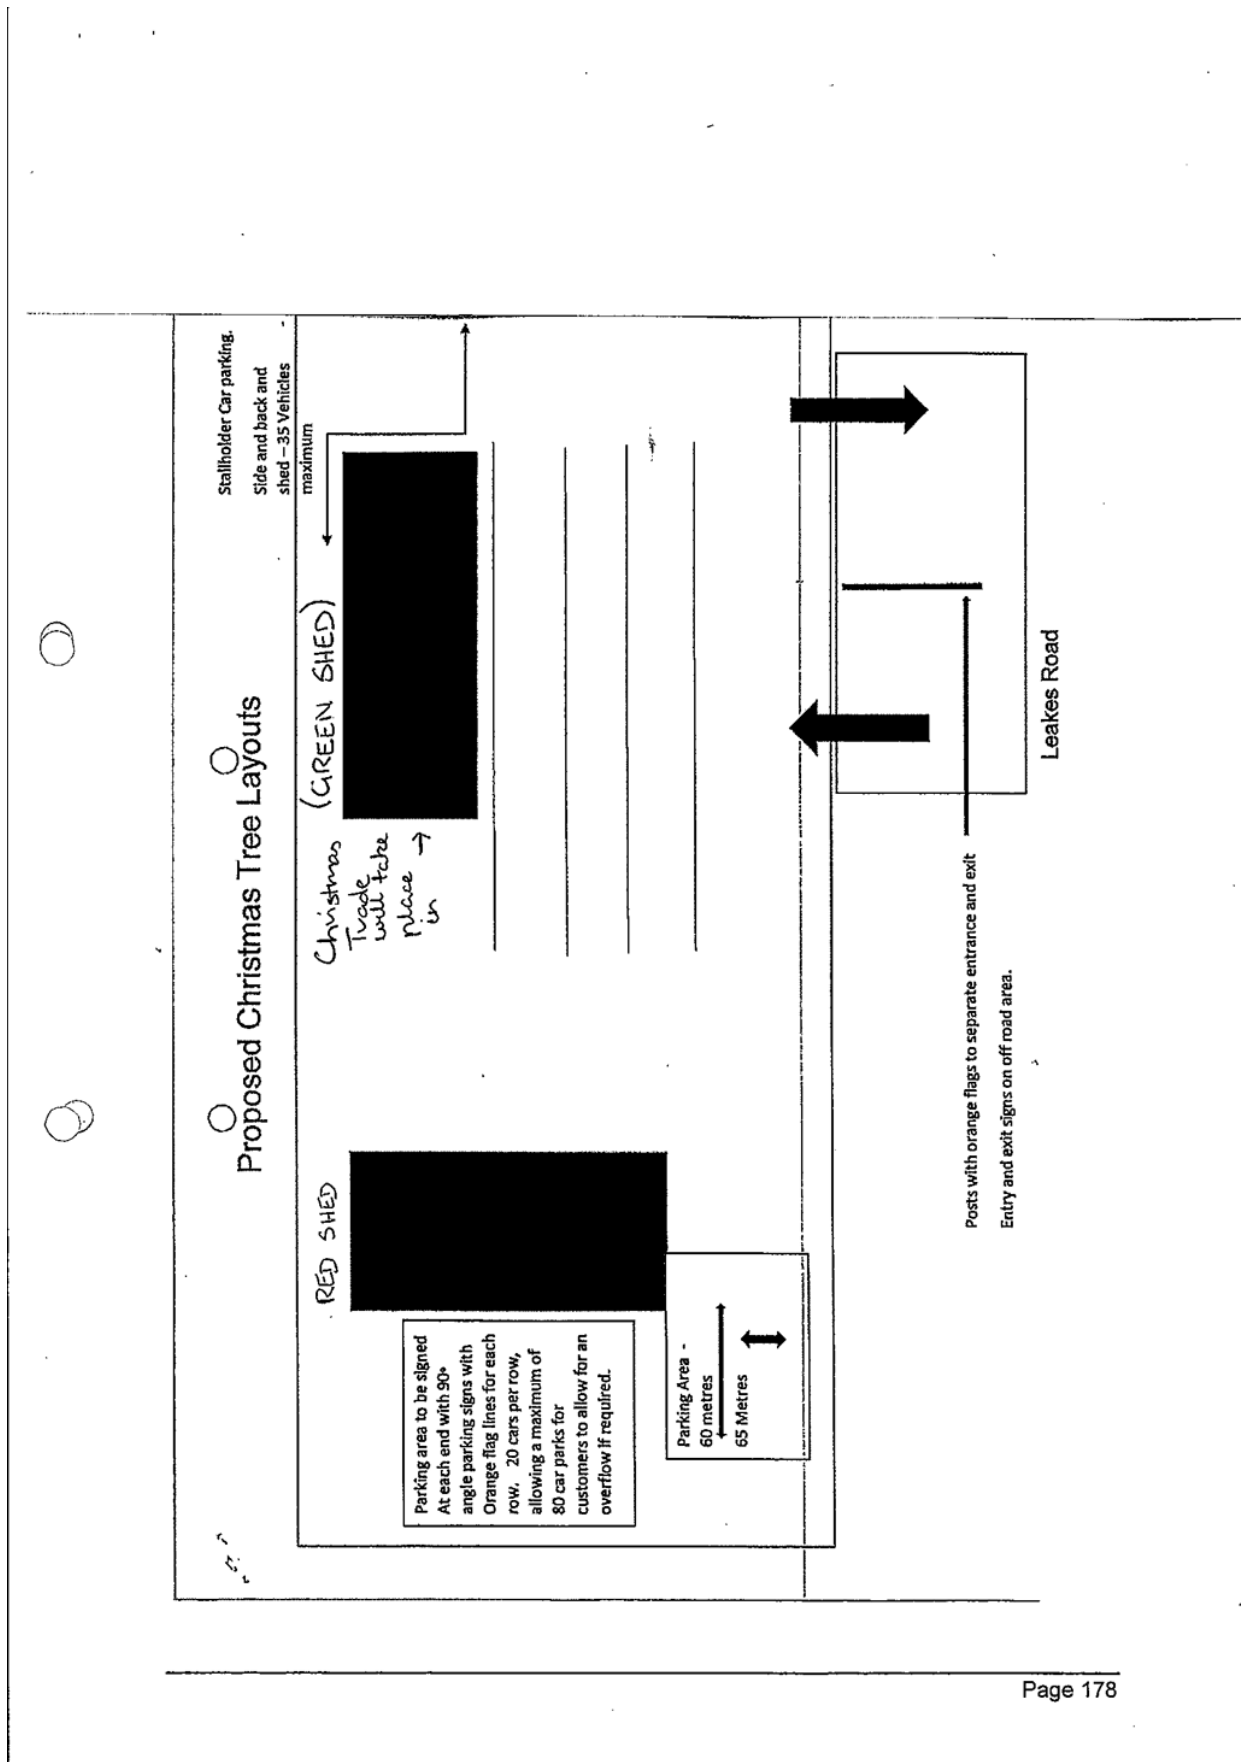 Proposed Christmas Tree Layouts
Stallholder Car parking.
Side and back and
shed – 35 Vehicles
maximum
RED SHED
(GREEN SHED)
Christmas
Trade
will take
place →
in
Parking area to be signed
At each end with 90°
angle parking signs with
Orange flag lines for each
row. 20 cars per row,
allowing a maximum of
80 car parks for
customers to allow for an
overflow if required.
Parking Area -
60 metres
65 Metres
Posts with orange flags to separate entrance and exit
Entry and exit signs on off road area.
Leakes Road
Page 178